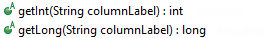 getInt(String columnLabel) : int
getLong(String columnLabel) : long